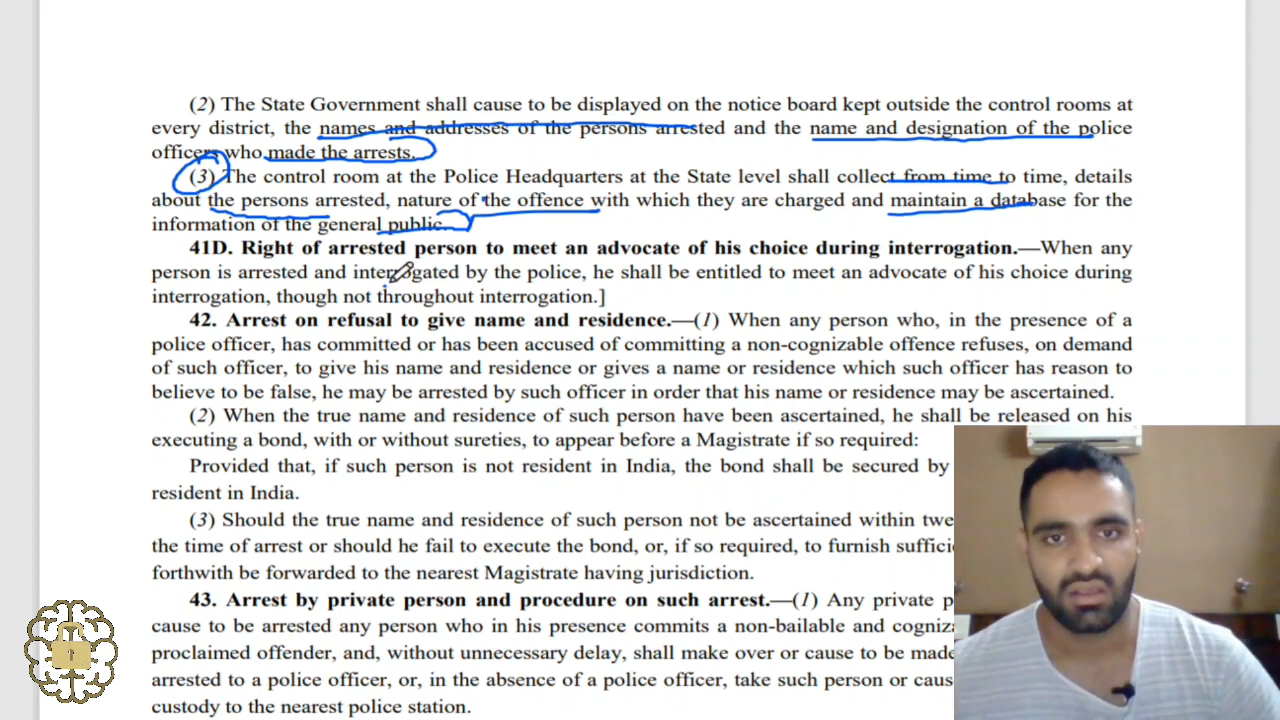 (2) The State Government shall cause to be displayed on the notice board kept outside the control rooms at
every district, the names and addresses of the persons arrested and the name and designation of the police
officers who made the arrests.
(3) The control room at the Police Headquarters at the State level shall collect from time to time, details
about the persons arrested, nature of the offence with which they are charged and maintain a database for the
information of the general public.
41D. Right of arrested person to meet an advocate of his choice during interrogation.—When any
person is arrested and interrogated by the police, he shall be entitled to meet an advocate of his choice during
interrogation, though not throughout interrogation.]
42. Arrest on refusal to give name and residence.—(1) When any person who, in the presence of a
police officer, has committed or has been accused of committing a non-cognizable offence refuses, on demand
of such officer, to give his name and residence or gives a name or residence which such officer has reason to
believe to be false, he may be arrested by such officer in order that his name or residence may be ascertained.
(2) When the true name and residence of such person have been ascertained, he shall be released on his
executing a bond, with or without sureties, to appear before a Magistrate if so required:
Provided that, if such person is not resident in India, the bond shall be secured by
resident in India.
(3) Should the true name and residence of such person not be ascertained within
the time of arrest or should he fail to execute the bond, or, if so required, to furnish
forthwith be forwarded to the nearest Magistrate having jurisdiction.
43. Arrest by private person and procedure on such arrest.—(1) Any private
cause to be arrested any person who in his presence commits a non-bailable and
proclaimed offender, and, without unnecessary delay, shall make over or cause to be made
arrested to a police officer, or, in the absence of a police officer, take such person or
custody to the nearest police station.